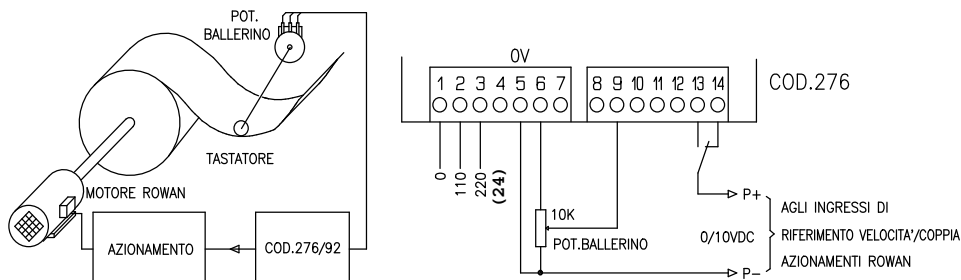 POT.
BALLERINO
TASTATORE
MOTORE ROWAN
AZIONAMENTO
COD.276/92
0V
1 2 3 4 5 6 7
8 9 10 11 12 13 14
COD.276
0
110
220
(24)
10K
POT.BALLERINO
P+
0/10VDC
P-
AGLI INGRESSI DI
RIFERIMENTO VELOCITA'/COPPIA
AZIONAMENTI ROWAN